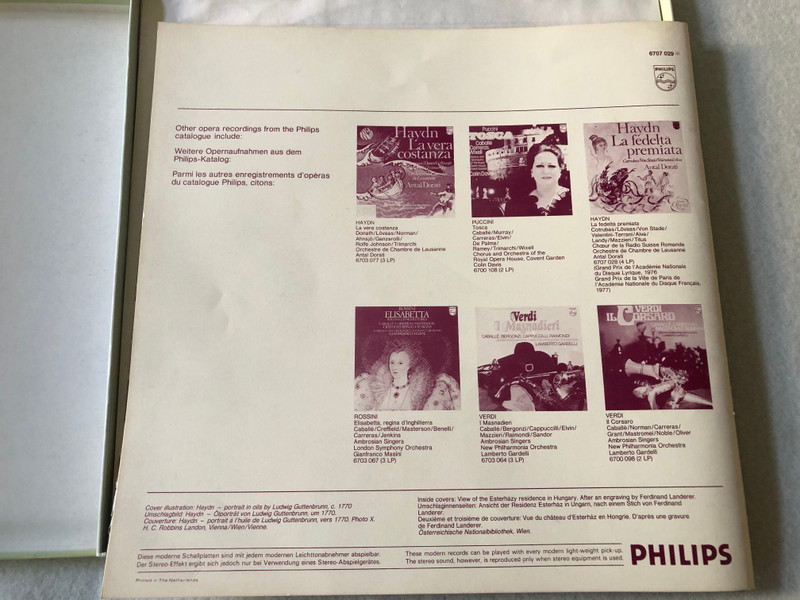 6707 029
PHILIPS
Other opera recordings from the Philips
catalogue include:
Weitere Opernaufnahmen aus dem
Philips-Katalog:
Parmi les autres enregistrements d'opéras
du catalogue Philips, citons:
Haydn
La vera
costanza
Antal Dorati
HAYDN
La vera costanza
Donath/Lövaas/Norman/
Ahnsjö/Ganzarolli/
Rolfe Johnson/Trimarchi
Orchestre de Chambre de Lausanne
Antal Dorati
6703 077 (3 LP)
Puccini
TOSCA
Caballé
Carreras
Wixell
Colin Davis
PUCCINI
Tosca
Caballé/Murray/
Carreras/Elvin/
De Palma/
Ramey/Trimarchi/Wixell
Chorus and Orchestra of the
Royal Opera House, Covent Garden
Colin Davis
6700 108 (2 LP)
Haydn
La fedeltà
premiata
Antal Dorati
HAYDN
La fedeltà premiata
Cotrubas/Lövaas/Von Stade/
Valentini-Terrani/Alva/
Landy/Mazzieri/Titus
Chœur de la Radio Suisse Romande
Orchestre de Chambre de Lausanne
Antal Dorati
6707 028 (4 LP)
(Grand Prix de l'Académie Nationale
du Disque Lyrique, 1976
Grand Prix de la Ville de Paris de
l'Académie Nationale du Disque Français,
1977)
ROSSINI
ELISABETTA
ROSSINI
Elisabetta, regina d'Inghilterra
Caballé/Creffield/Masterson/Benelli/
Carreras/Jenkins
Ambrosian Singers
London Symphony Orchestra
Gianfranco Masini
6703 067 (3 LP)
Verdi
I Masnadieri
CABALLÉ, BERGONZI, CAPPUCCILLI, RAIMONDI
LAMBERTO GARDELLI
VERDI
I Masnadieri
Caballé/Bergonzi/Cappuccilli/Elvin/
Mazzieri/Raimondi/Sandor
Ambrosian Singers
New Philharmonia Orchestra
Lamberto Gardelli
6703 064 (3 LP)
VERDI
IL CORSARO
VERDI
Il Corsaro
Caballé/Norman/Carreras/
Grant/Mastromei/Noble/Oliver
Ambrosian Singers
New Philharmonia Orchestra
Lamberto Gardelli
6700 098 (2 LP)
Cover illustration: Haydn – portrait in oils by Ludwig Guttenbrunn, c. 1770
Umschlagbild: Haydn – Ölporträt von Ludwig Guttenbrunn, um 1770.
Couverture: Haydn – portrait à l'huile de Ludwig Guttenbrunn, vers 1770. Photo X.
H. C. Robbins Landon, Vienna/Wien/Vienne.
Inside covers: View of the Esterházy residence in Hungary. After an engraving by Ferdinand Landerer.
Umschlaginnenseiten: Ansicht der Residenz Esterház in Ungarn, nach einem Stich von Ferdinand
Landerer.
Deuxième et troisième de couverture: Vue du château d'Esterház en Hongrie. D'après une gravure
de Ferdinand Landerer.
Österreichische Nationalbibliothek, Wien.
Diese moderne Schallplatten sind mit jedem modernen Leichttonabnehmer abspielbar.
Der Stereo-Effekt ergibt sich jedoch nur bei Verwendung eines Stereo-Abspielgerätes.
These modern records can be played with every modern light-weight pick-up.
The stereo sound, however, is reproduced only when stereo equipment is used.
PHILIPS
Printed in The Netherlands